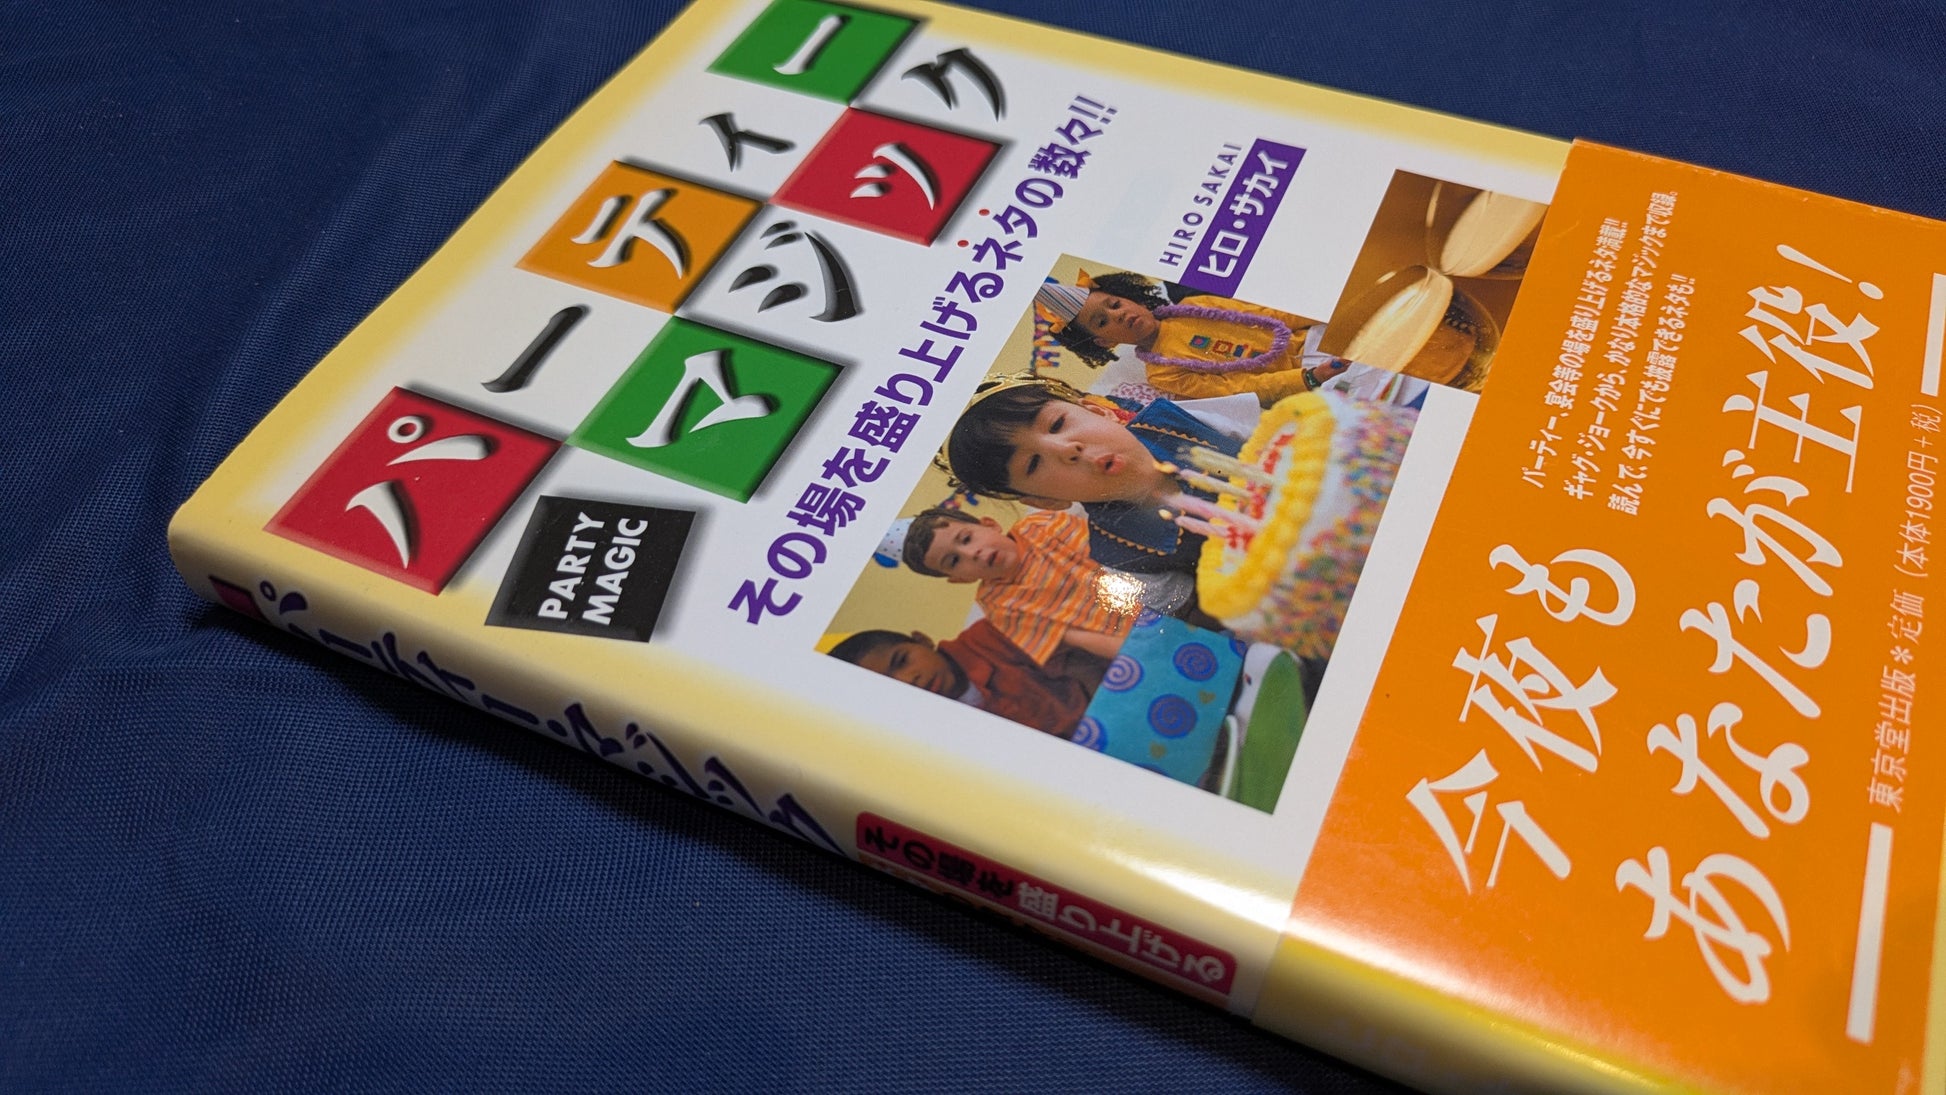 パーティー
マジック
PARTY
MAGIC
その場を盛り上げるネタの数々!!
HIRO SAKAI
ヒロ・サカイ
パーティー、宴会等の場を盛り上げるネタ満載!!
ギャグ・ジョークから、かなり本格的なマジックまで収録。
読んで、今すぐにでも披露できるネタも!!
今夜も
あなたが主役!
東京堂出版*定価(本体1900円+税)
パーティー・マジック
その場を盛り上げる